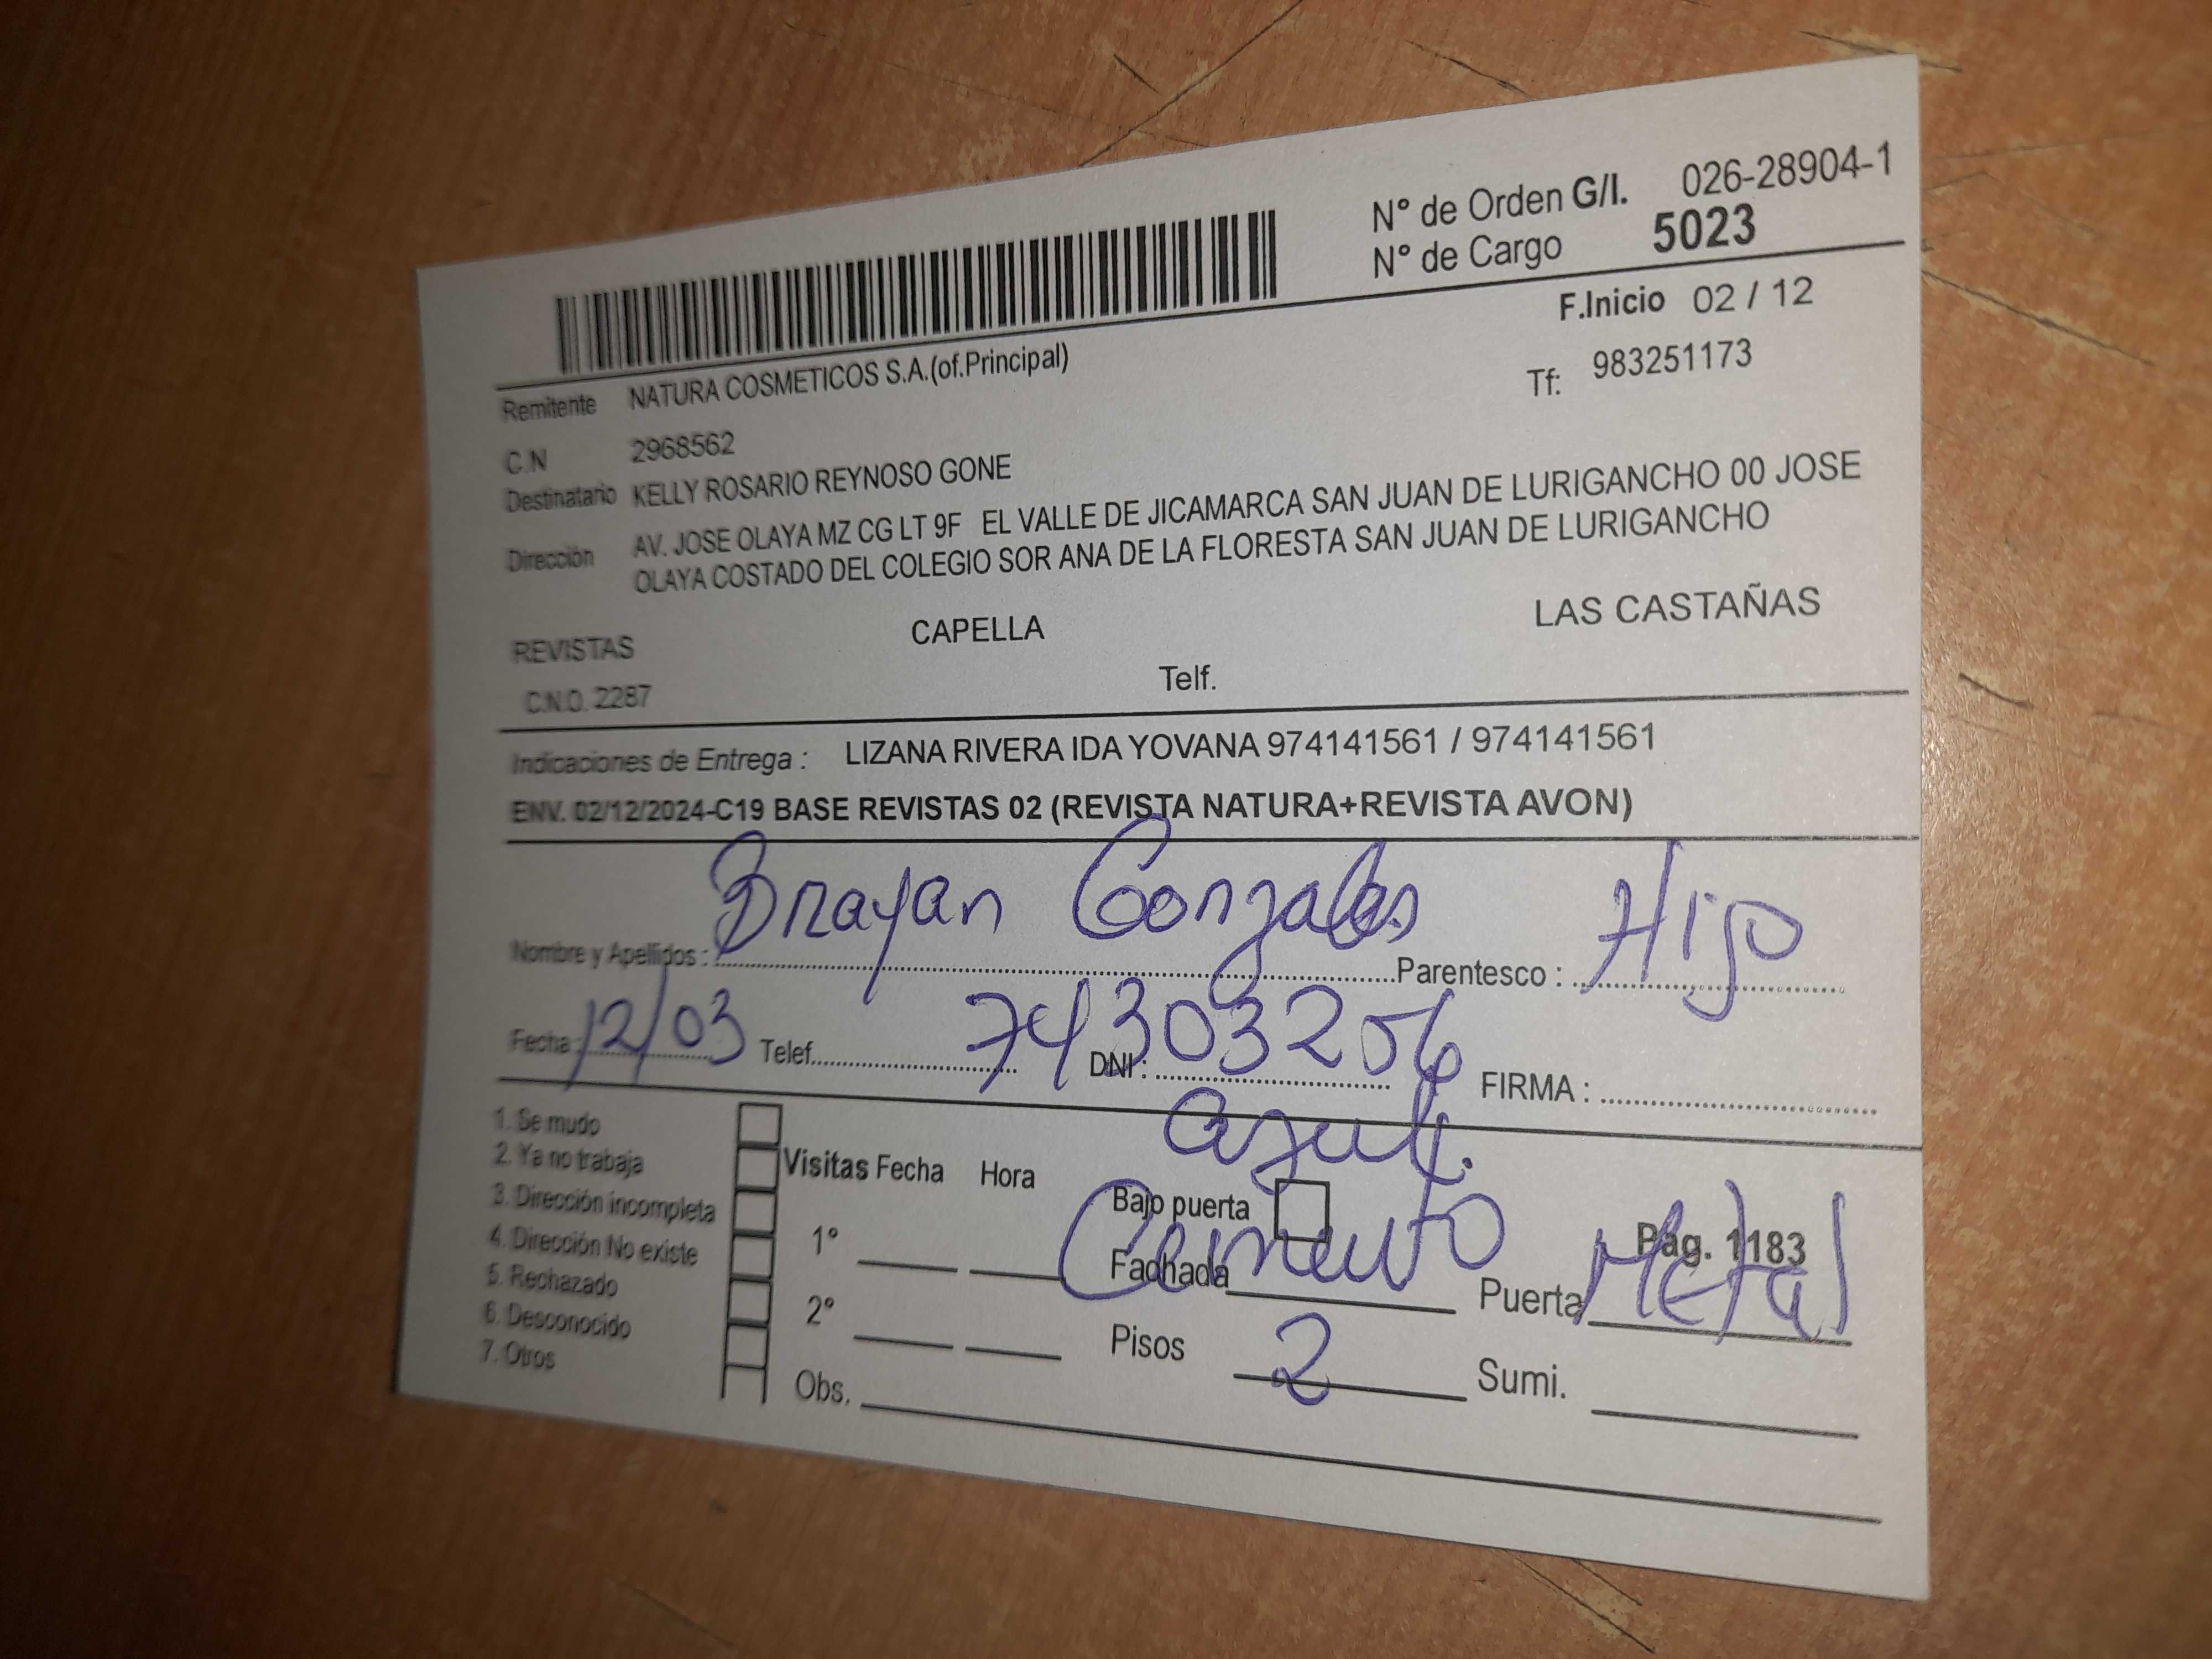 N° de Orden G/I. 026-28904-1
N° de Cargo 5023
F.Inicio 02 / 12
Remitente NATURA COSMETICOS S.A.(of.Principal)
Tf: 983251173
C.N 2968562
Destinatario KELLY ROSARIO REYNOSO GONE
Dirección AV. JOSE OLAYA MZ CG LT 9F EL VALLE DE JICAMARCA SAN JUAN DE LURIGANCHO 00 JOSE
OLAYA COSTADO DEL COLEGIO SOR ANA DE LA FLORESTA SAN JUAN DE LURIGANCHO
REVISTAS CAPELLA LAS CASTAÑAS
C.N.O. 2287 Telf.
Indicaciones de Entrega : LIZANA RIVERA IDA YOVANA 974141561 / 974141561
ENV. 02/12/2024-C19 BASE REVISTAS 02 (REVISTA NATURA+REVISTA AVON)
Nombre y Apellidos : Brayan Gonzales Parentesco : Hijo
Fecha : 12/03 Telef. DNI : 74303206 FIRMA :
azul.
1. Se mudo
2. Ya no trabaja
3. Dirección incompleta
4. Dirección No existe
5. Rechazado
6. Desconocido
7. Otros
Visitas Fecha Hora
1°
2°
Obs.
Bajo puerta Pág. 1183
Fachada Cemento Puerta Metal
Pisos 2 Sumi.